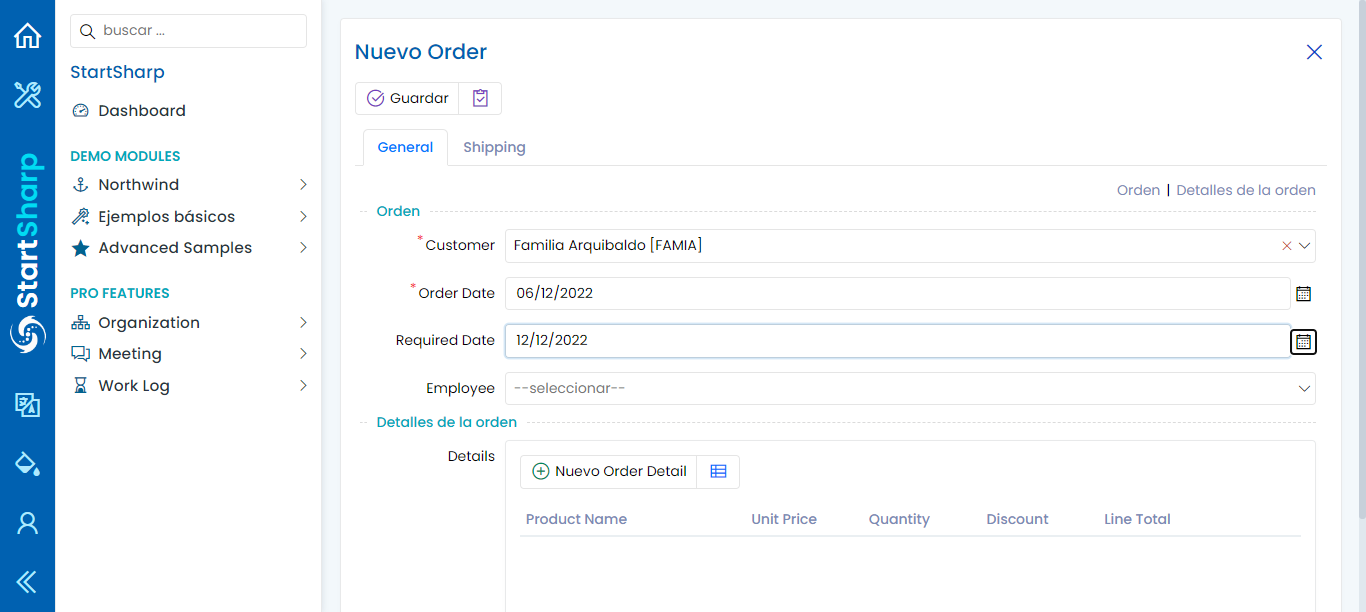 buscar ...
StartSharp
Dashboard
DEMO MODULES
Northwind
Ejemplos básicos
Advanced Samples
PRO FEATURES
Organization
Meeting
Work Log
StartSharp
Nuevo Order
Guardar
General Shipping
Orden | Detalles de la orden
Orden
*Customer Familia Arquibaldo [FAMIA]
*Order Date 06/12/2022
Required Date 12/12/2022
Employee --seleccionar--
Detalles de la orden
Details
Nuevo Order Detail
Product Name Unit Price Quantity Discount Line Total